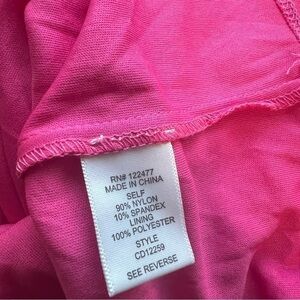 RN# 122477
MADE IN CHINA
SELF
90% NYLON
10% SPANDEX
LINING
100% POLYESTER
STYLE
CD12259
SEE REVERSE